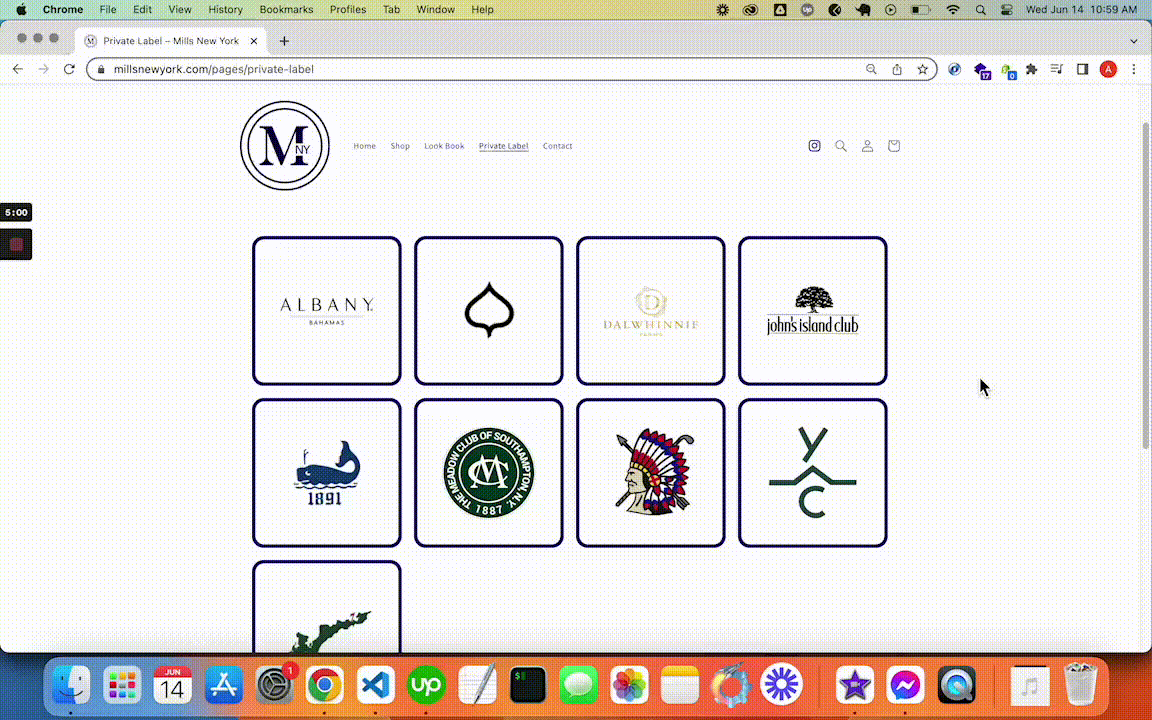 Chrome File Edit View History Bookmarks Profiles Tab Window Help Wed Jun 14 10:59 AM
Private Label – Mills New York
millsnewyork.com/pages/private-label
17
0
A
M
NY
Home Shop Look Book Private Label Contact
5:00
ALBANY
BAHAMAS
D
DALWHINNIE
john's island club
1891
THE MEADOW CLUB OF SOUTHAMPTON N.Y.
MC
1887
Y
C
JUN
14
1
up
$